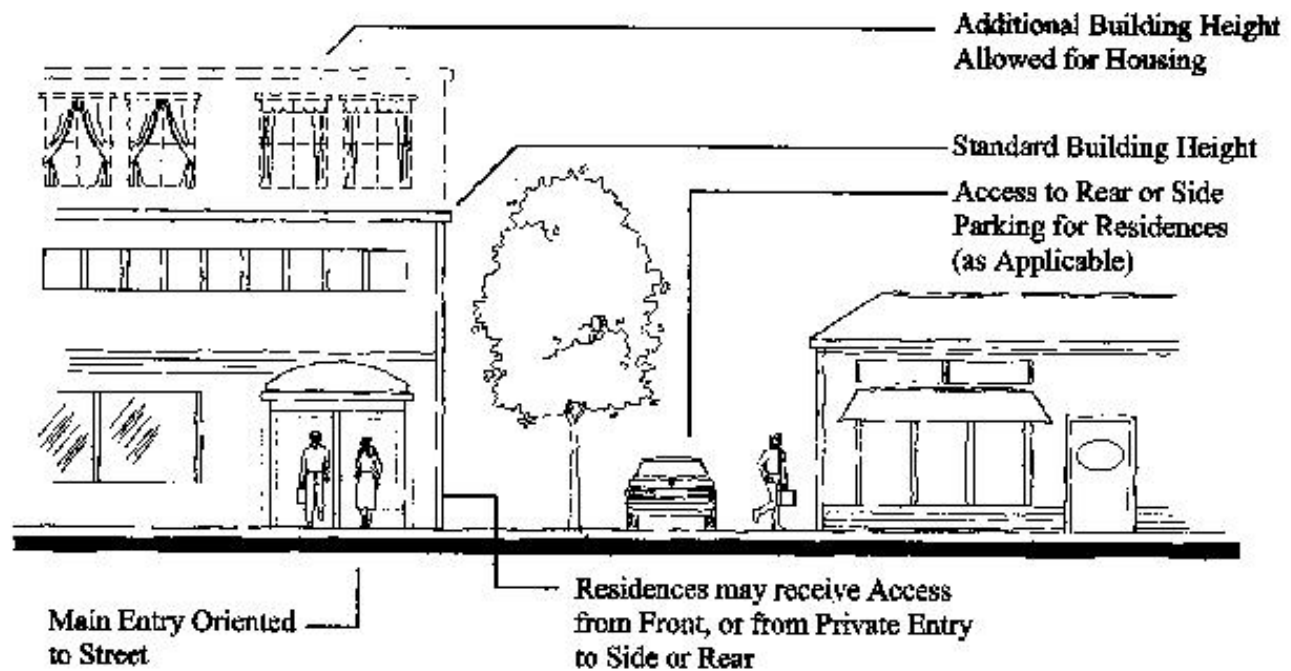 Additional Building Height
Allowed for Housing
Standard Building Height
Access to Rear or Side
Parking for Residences
(as Applicable)
Main Entry Oriented
to Street
Residences may receive Access
from Front, or from Private Entry
to Side or Rear